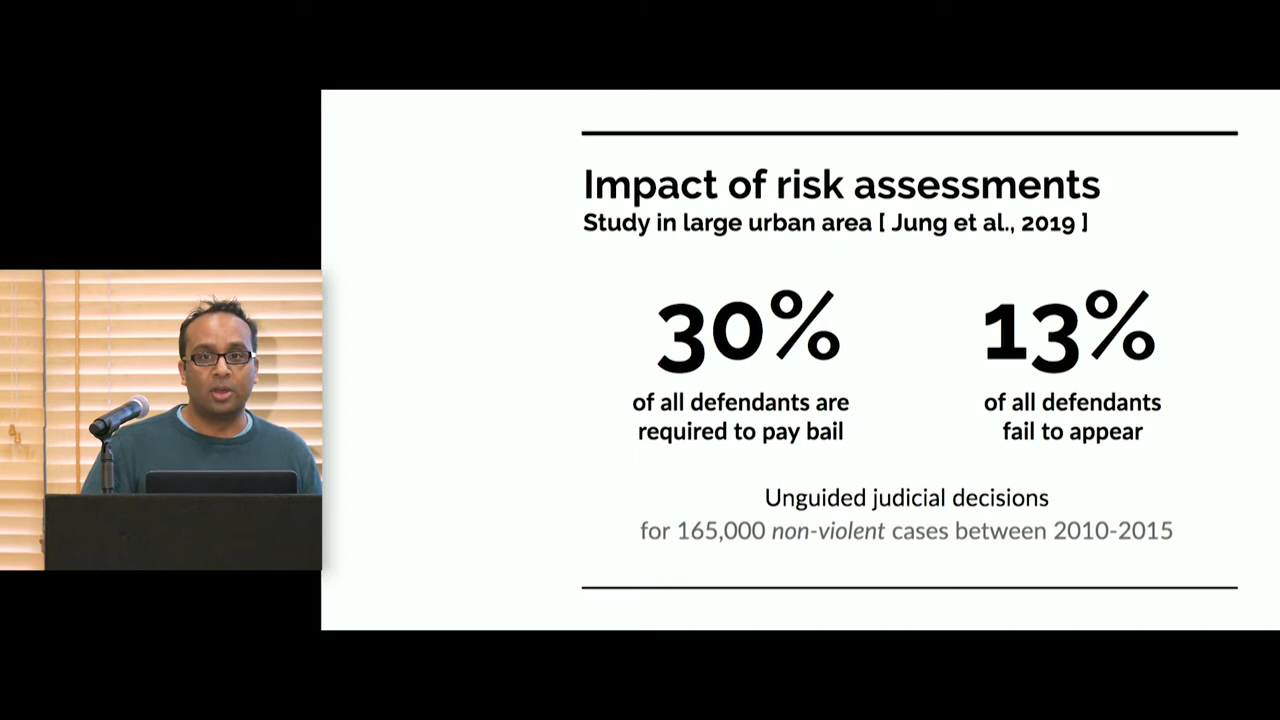 Impact of risk assessments
Study in large urban area [ Jung et al., 2019 ]
30%
of all defendants are
required to pay bail
13%
of all defendants
fail to appear
Unguided judicial decisions
for 165,000 non-violent cases between 2010-2015